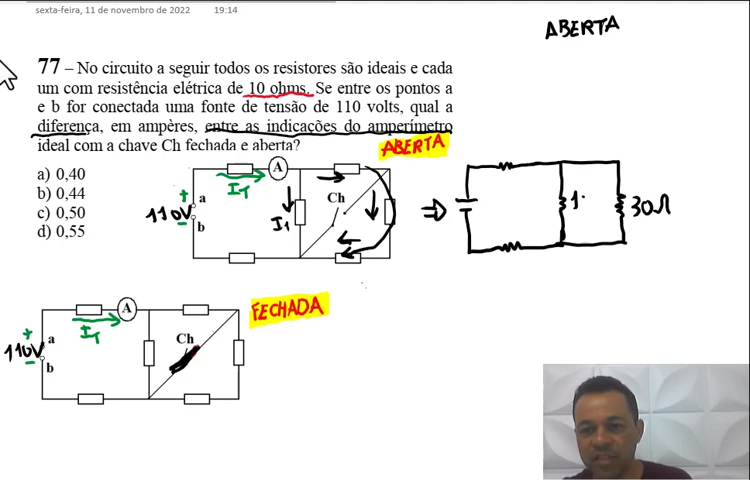 sexta-feira, 11 de novembro de 2022 19:14
ABERTA
77 – No circuito a seguir todos os resistores são ideais e cada
um com resistência elétrica de 10 ohms. Se entre os pontos a
e b for conectada uma fonte de tensão de 110 volts, qual a
diferença, em ampères, entre as indicações do amperímetro
ideal com a chave Ch fechada e aberta?
ABERTA
a) 0,40
b) 0,44
c) 0,50
d) 0,55
A
IT
+
a
110V
-
b
I1
Ch
⇒
1.
30Ω
FECHADA
A
IT
+
a
110V
-
b
Ch